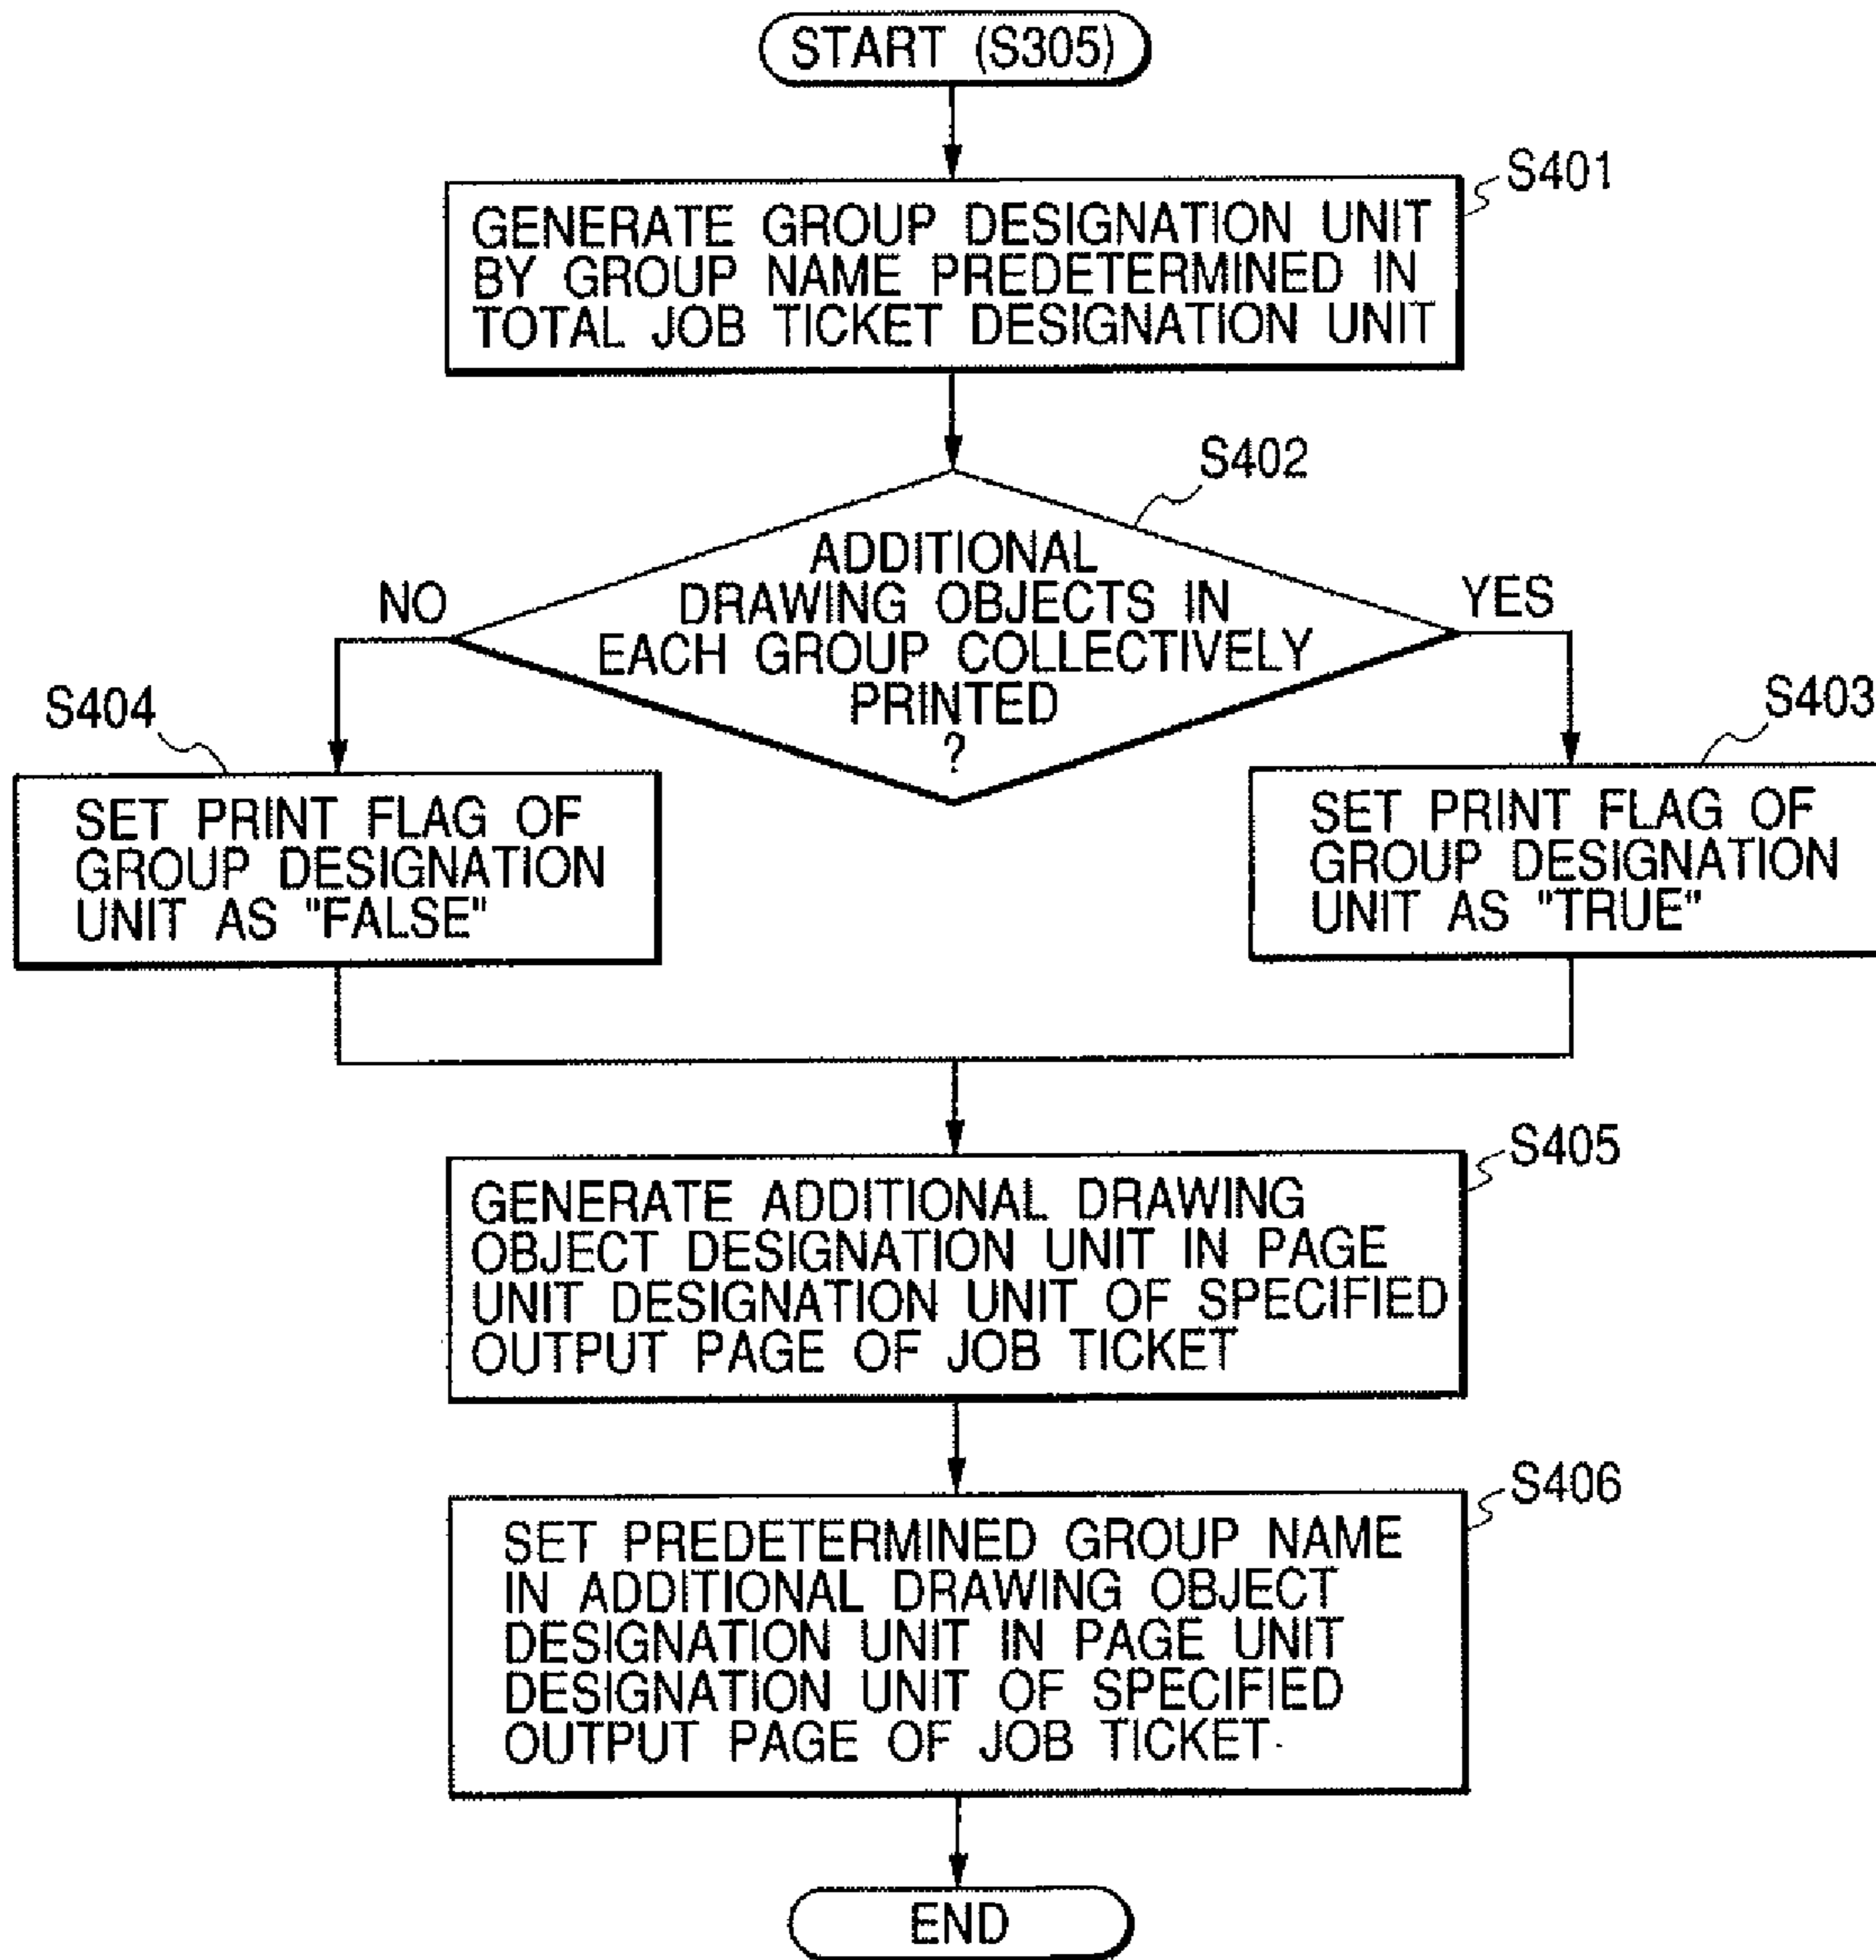 START (S305)
S401
GENERATE GROUP DESIGNATION UNIT
BY GROUP NAME PREDETERMINED IN
TOTAL JOB TICKET DESIGNATION UNIT
S402
ADDITIONAL
DRAWING OBJECTS IN
EACH GROUP COLLECTIVELY
PRINTED
?
NO
YES
S404
SET PRINT FLAG OF
GROUP DESIGNATION
UNIT AS "FALSE"
S403
SET PRINT FLAG OF
GROUP DESIGNATION
UNIT AS "TRUE"
S405
GENERATE ADDITIONAL DRAWING
OBJECT DESIGNATION UNIT IN PAGE
UNIT DESIGNATION UNIT OF SPECIFIED
OUTPUT PAGE OF JOB TICKET
S406
SET PREDETERMINED GROUP NAME
IN ADDITIONAL DRAWING OBJECT
DESIGNATION UNIT IN PAGE UNIT
DESIGNATION UNIT OF SPECIFIED
OUTPUT PAGE OF JOB TICKET
END